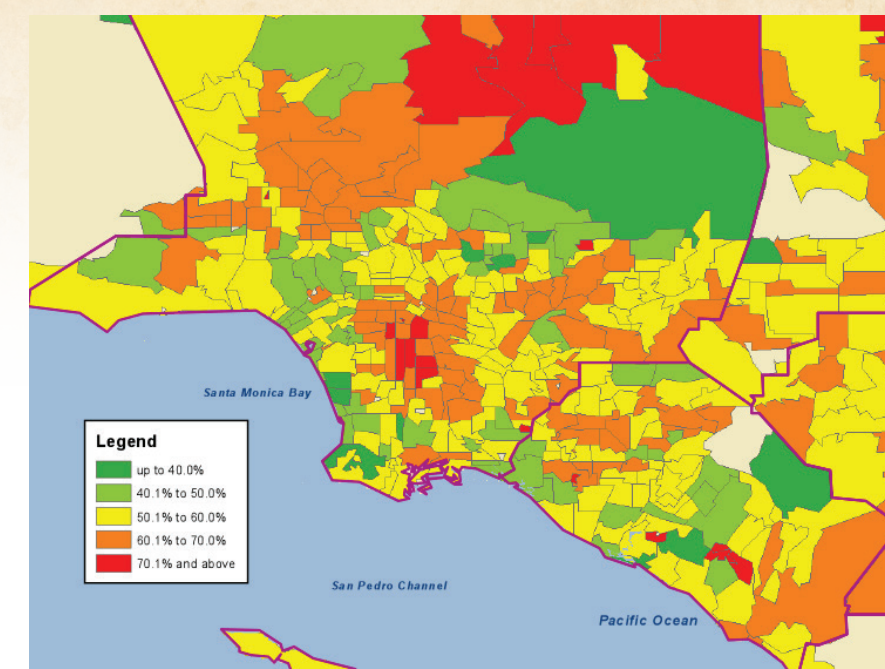 Santa Monica Bay
Legend
up to 40.0%
40.1% to 50.0%
50.1% to 60.0%
60.1% to 70.0%
70.1% and above
San Pedro Channel
Pacific Ocean